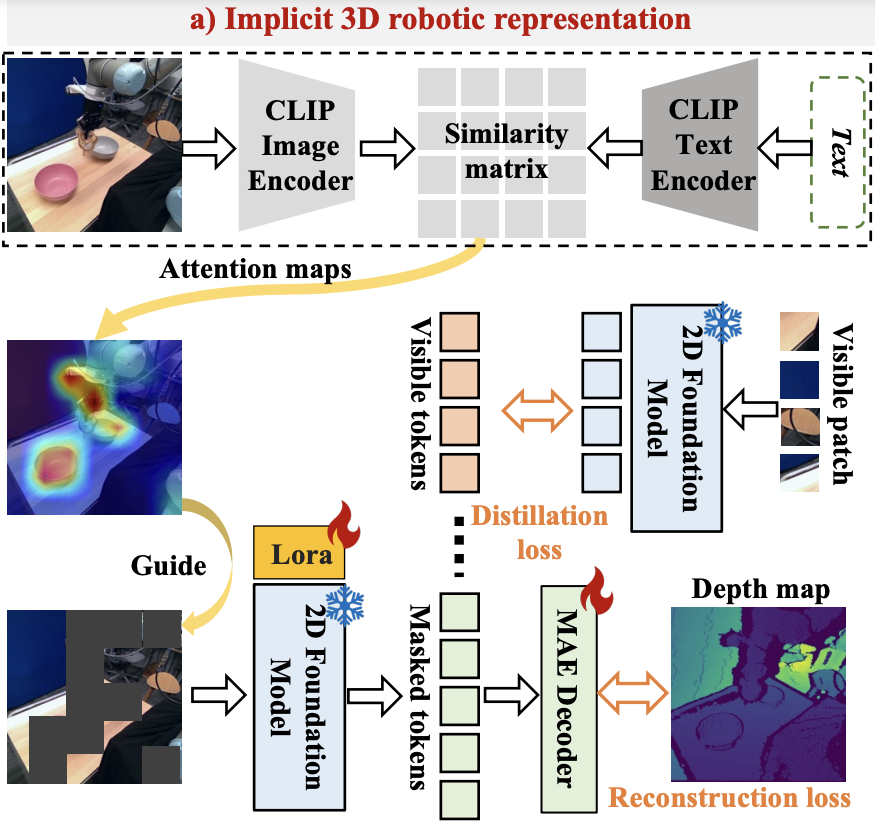 a) Implicit 3D robotic representation
CLIP
Image
Encoder
Similarity
matrix
CLIP
Text
Encoder
Text
Attention maps
Visible tokens
2D Foundation
Model
Visible patch
Distillation
loss
Guide
Lora
2D Foundation
Model
Masked tokens
MAE Decoder
Depth map
Reconstruction loss